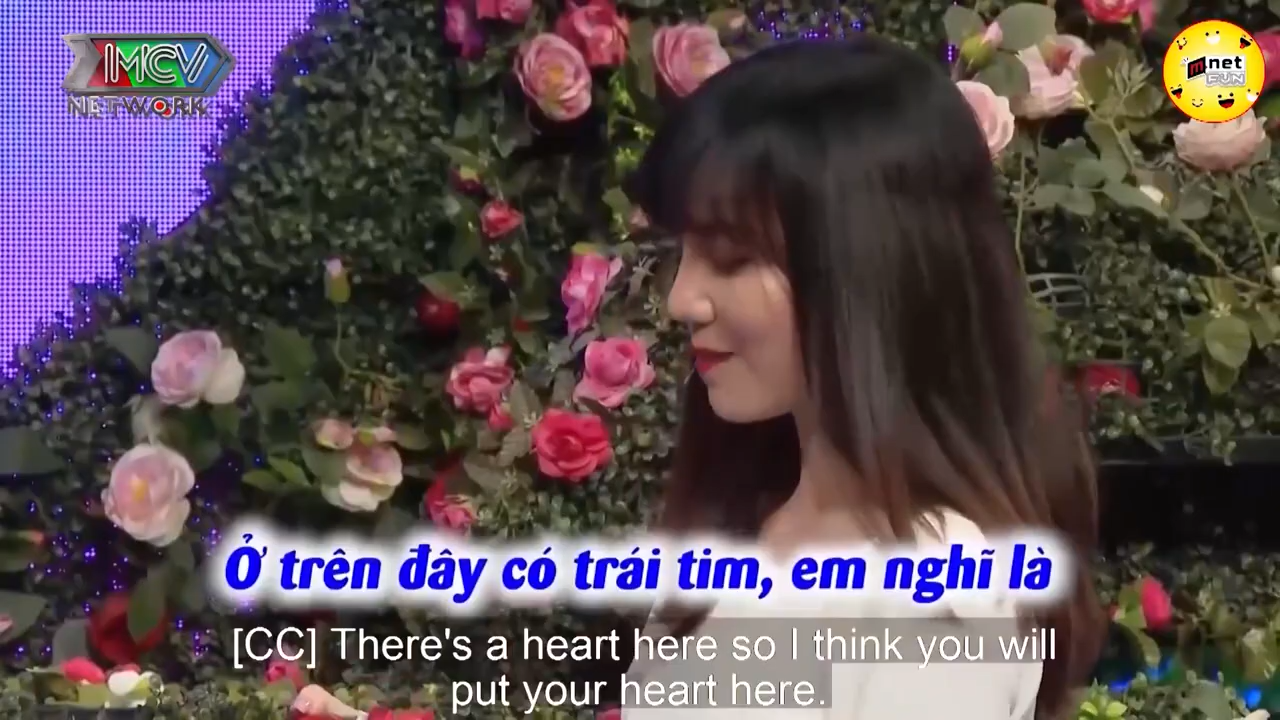 MCV
NETWORK
mnet
FUN
Ở trên đây có trái tim, em nghĩ là
[CC] There's a heart here so I think you will
put your heart here.